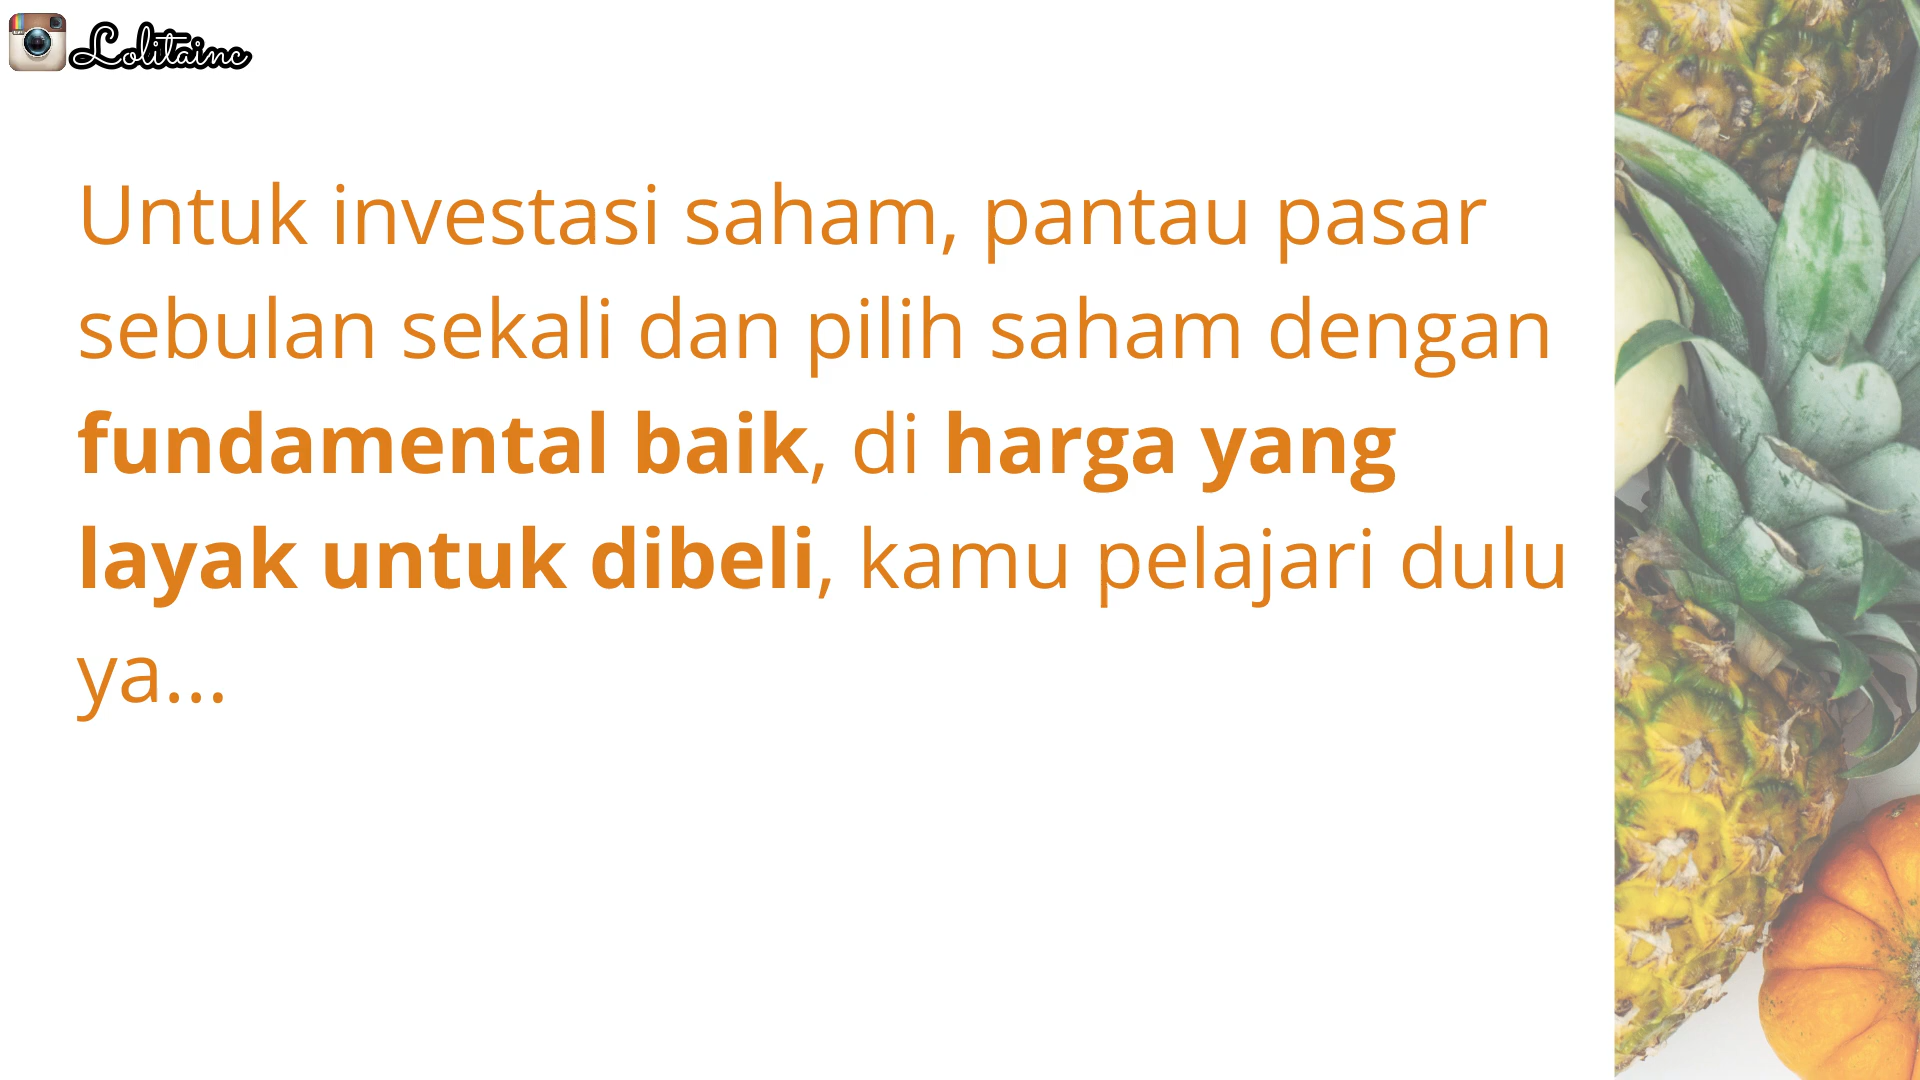 Lolitainc
Untuk investasi saham, pantau pasar
sebulan sekali dan pilih saham dengan
fundamental baik, di harga yang
layak untuk dibeli, kamu pelajari dulu
ya...